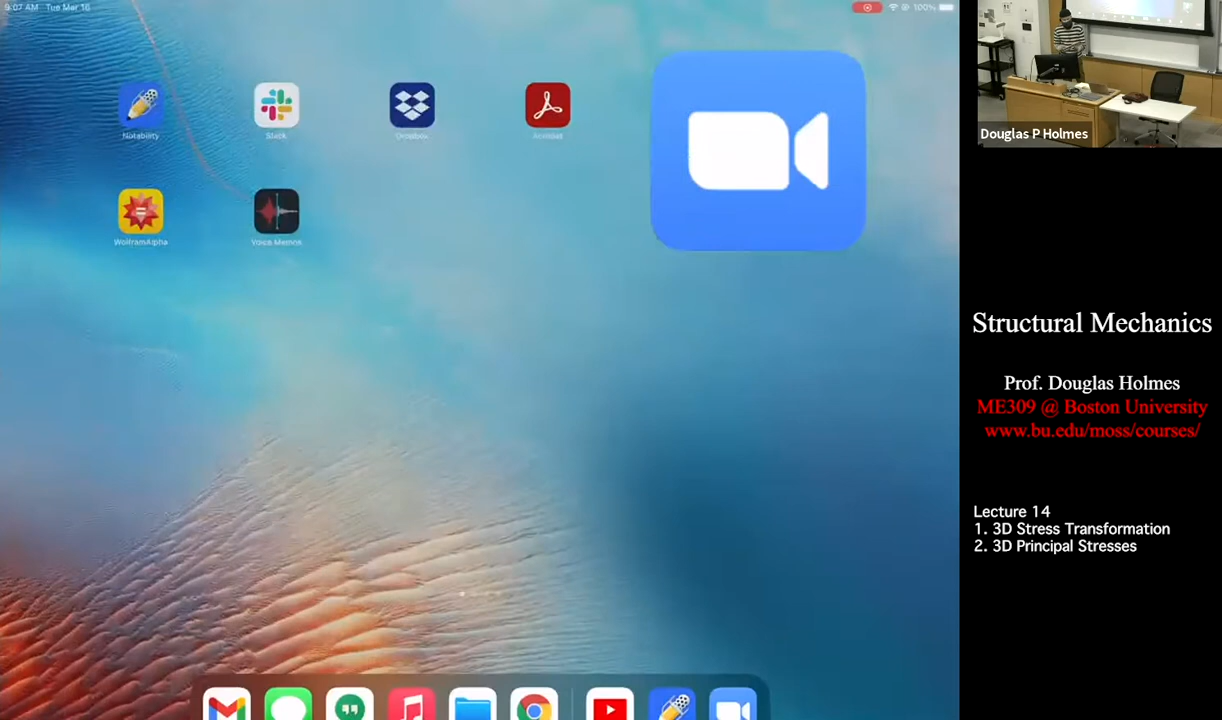 9:07 AM Tue Mar 16
100%
Notability
Slack
Dropbox
Acrobat
WolframAlpha
Voice Memos
Douglas P Holmes
Structural Mechanics
Prof. Douglas Holmes
ME309 @ Boston University
www.bu.edu/moss/courses/
Lecture 14
1. 3D Stress Transformation
2. 3D Principal Stresses